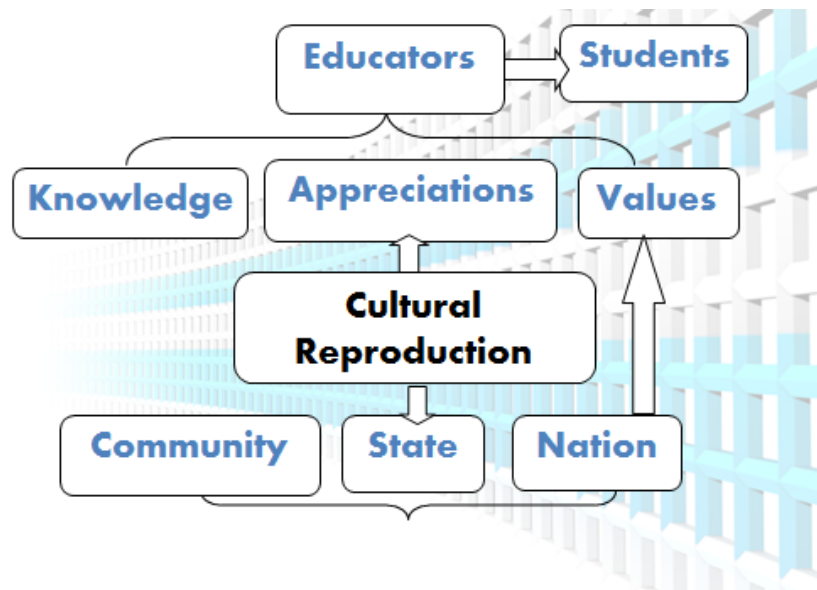 Educators
Students
Knowledge
Appreciations
Values
Cultural
Reproduction
Community
State
Nation